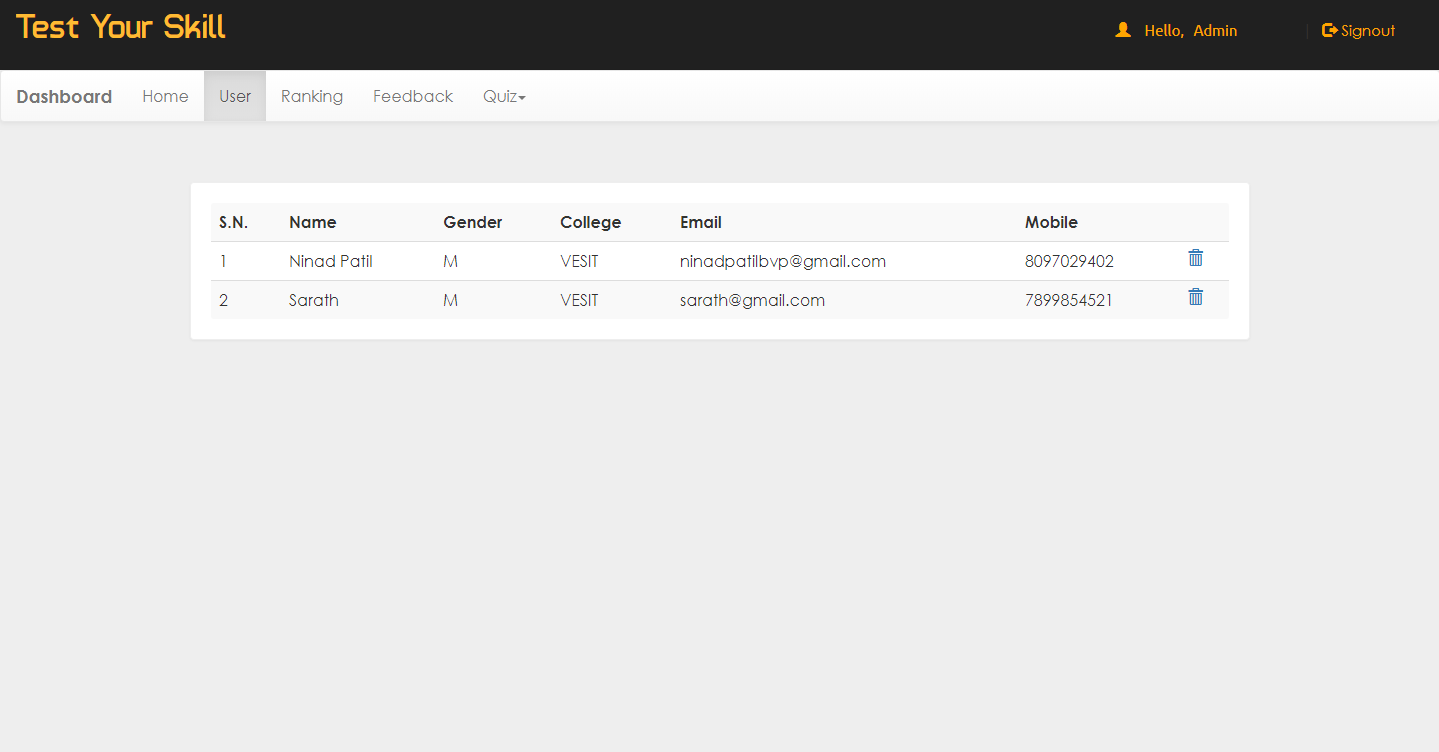 Test Your Skill
Hello, Admin
Signout
Dashboard Home User Ranking Feedback Quiz
S.N. Name Gender College Email Mobile
1 Ninad Patil M VESIT ninadpatilbvp@gmail.com 8097029402
2 Sarath M VESIT sarath@gmail.com 7899854521